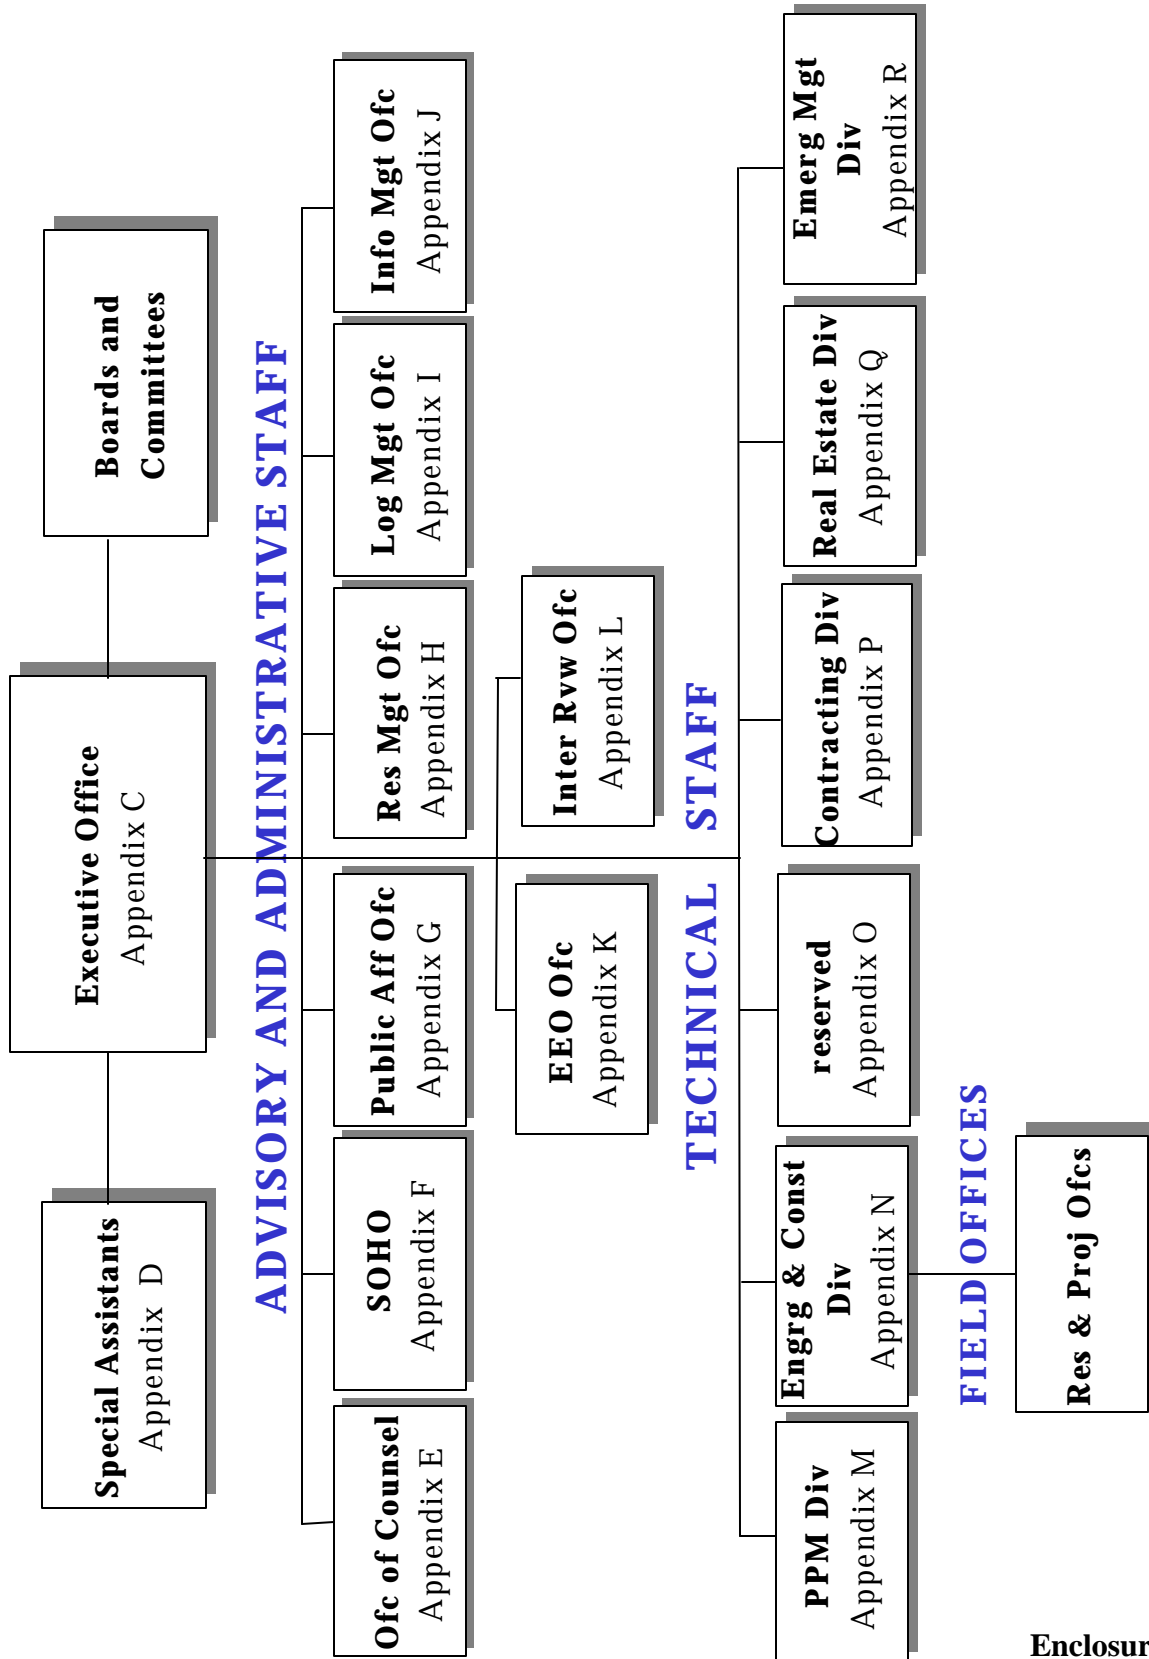 Special Assistants
Appendix D
Executive Office
Appendix C
Boards and
Committees
ADVISORY AND ADMINISTRATIVE STAFF
Ofc of Counsel
Appendix E
SOHO
Appendix F
Public Aff Ofc
Appendix G
Res Mgt Ofc
Appendix H
Log Mgt Ofc
Appendix I
Info Mgt Ofc
Appendix J
EEO Ofc
Appendix K
Inter Rvw Ofc
Appendix L
TECHNICAL STAFF
PPM Div
Appendix M
Engrg & Const
Div
Appendix N
reserved
Appendix O
Contracting Div
Appendix P
Real Estate Div
Appendix Q
Emerg Mgt
Div
Appendix R
FIELD OFFICES
Res & Proj Ofcs
Enclosur